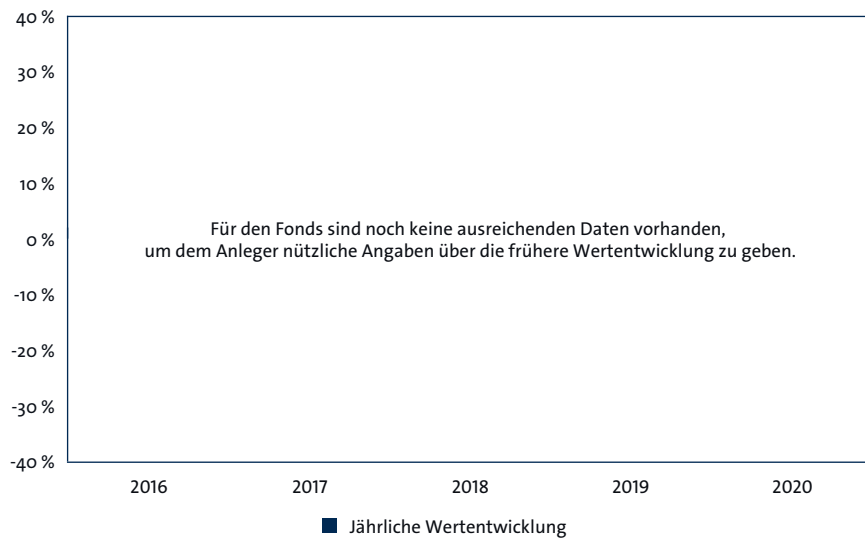 40 %
30 %
20 %
10 %
0 %
-10 %
-20 %
-30 %
-40 %
Für den Fonds sind noch keine ausreichenden Daten vorhanden,
um dem Anleger nützliche Angaben über die frühere Wertentwicklung zu geben.
2016 2017 2018 2019 2020
Jährliche Wertentwicklung